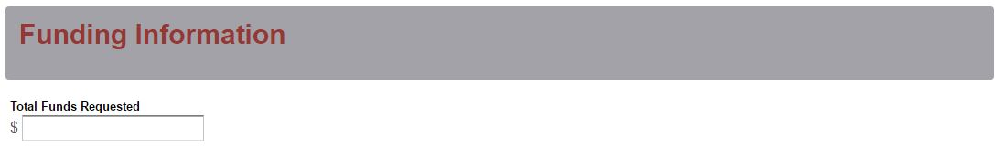 Funding Information
Total Funds Requested
$